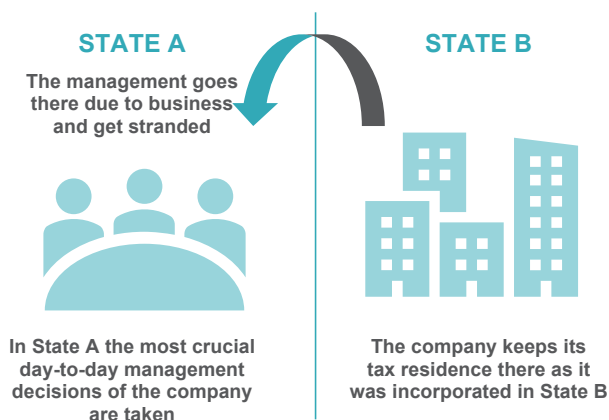 STATE A
The management goes
there due to business
and get stranded
In State A the most crucial
day-to-day management
decisions of the company
are taken
STATE B
The company keeps its
tax residence there as it
was incorporated in State B